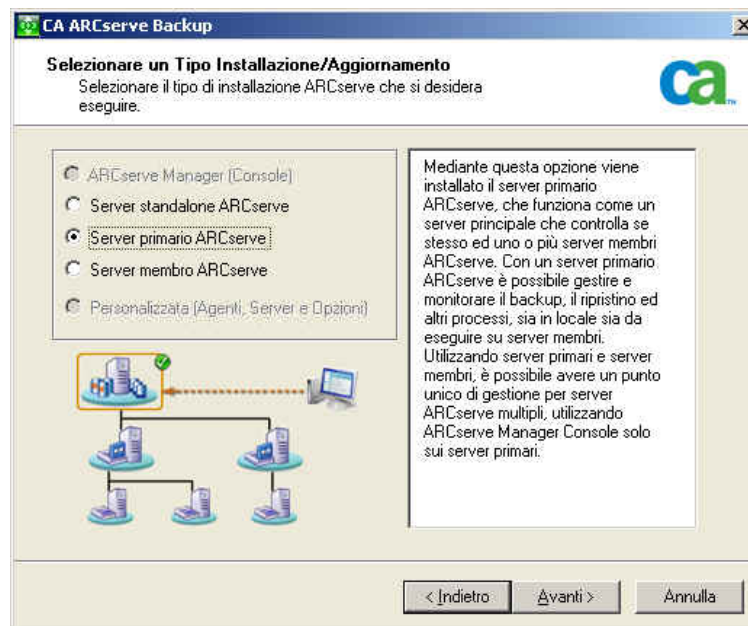 CA ARCserve Backup
Selezionare un Tipo Installazione/Aggiornamento
Selezionare il tipo di installazione ARCserve che si desidera
eseguire.
ca
ARCserve Manager (Console)
Server standalone ARCserve
Server primario ARCserve
Server membro ARCserve
Personalizzata (Agenti, Server e Opzioni)
Mediante questa opzione viene
installato il server primario
ARCserve, che funziona come un
server principale che controlla se
stesso ed uno o più server membri
ARCserve. Con un server primario
ARCserve è possibile gestire e
monitorare il backup, il ripristino ed
altri processi, sia in locale sia da
eseguire su server membri.
Utilizzando server primari e server
membri, è possibile avere un punto
unico di gestione per server
ARCserve multipli, utilizzando
ARCserve Manager Console solo
sui server primari.
< Indietro
Avanti >
Annulla